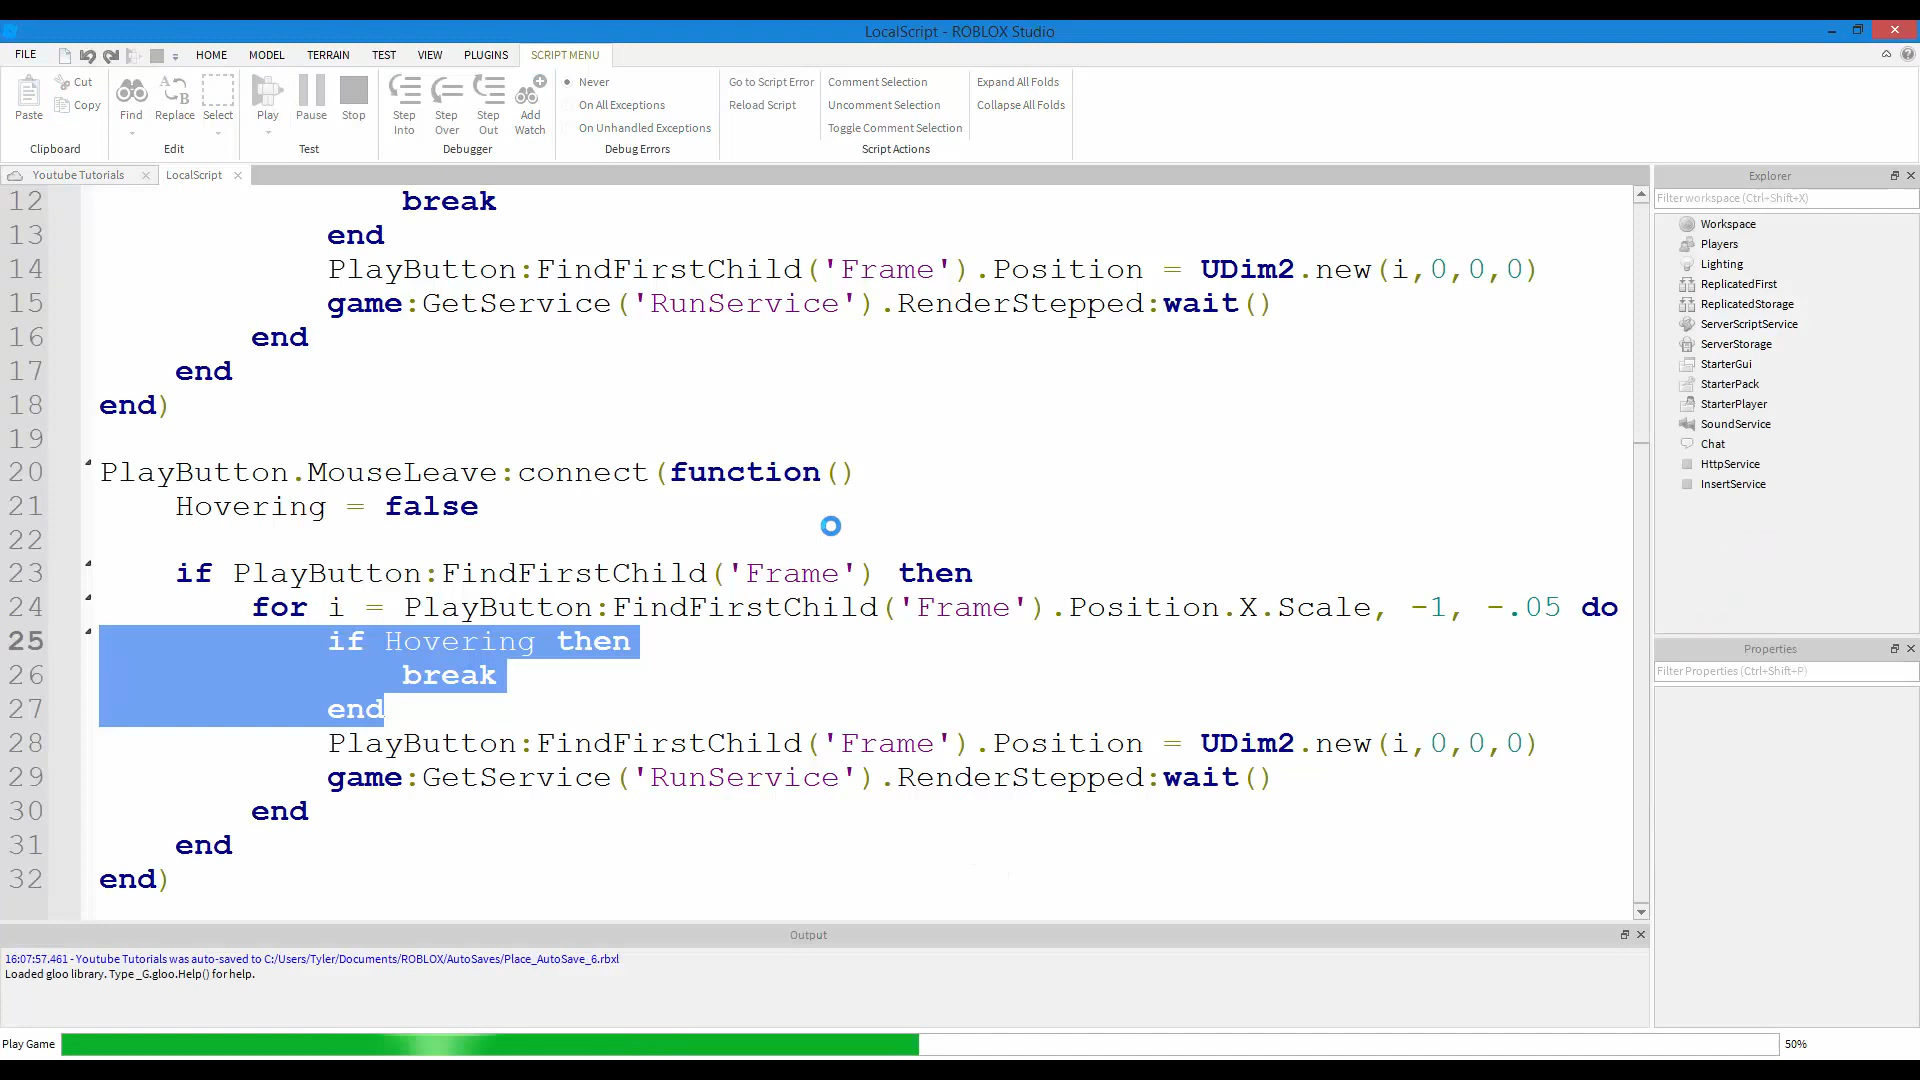 LocalScript - ROBLOX Studio
FILE HOME MODEL TERRAIN TEST VIEW PLUGINS SCRIPT MENU
Paste Cut Copy
Clipboard
Find Replace Select
Edit
Play Pause Stop
Test
Step Into Step Over Step Out Add Watch
Debugger
Never
On All Exceptions
On Unhandled Exceptions
Debug Errors
Go to Script Error
Reload Script
Comment Selection
Uncomment Selection
Toggle Comment Selection
Expand All Folds
Collapse All Folds
Script Actions
Youtube Tutorials LocalScript
12 break
13 end
14 PlayButton:FindFirstChild('Frame').Position = UDim2.new(i,0,0,0)
15 game:GetService('RunService').RenderStepped:wait()
16 end
17 end
18 end)
19
20 PlayButton.MouseLeave:connect(function()
21 Hovering = false
22
23 if PlayButton:FindFirstChild('Frame') then
24 for i = PlayButton:FindFirstChild('Frame').Position.X.Scale, -1, -.05 do
25 if Hovering then
26 break
27 end
28 PlayButton:FindFirstChild('Frame').Position = UDim2.new(i,0,0,0)
29 game:GetService('RunService').RenderStepped:wait()
30 end
31 end
32 end)
Explorer
Filter workspace (Ctrl+Shift+X)
Workspace
Players
Lighting
ReplicatedFirst
ReplicatedStorage
ServerScriptService
ServerStorage
StarterGui
StarterPack
StarterPlayer
SoundService
Chat
HttpService
InsertService
Properties
Filter Properties (Ctrl+Shift+P)
Output
16:07:57.461 - Youtube Tutorials was auto-saved to C:/Users/Tyler/Documents/ROBLOX/AutoSaves/Place_AutoSave_6.rbxl
Loaded gloo library. Type _G.gloo.Help() for help.
Play Game 50%